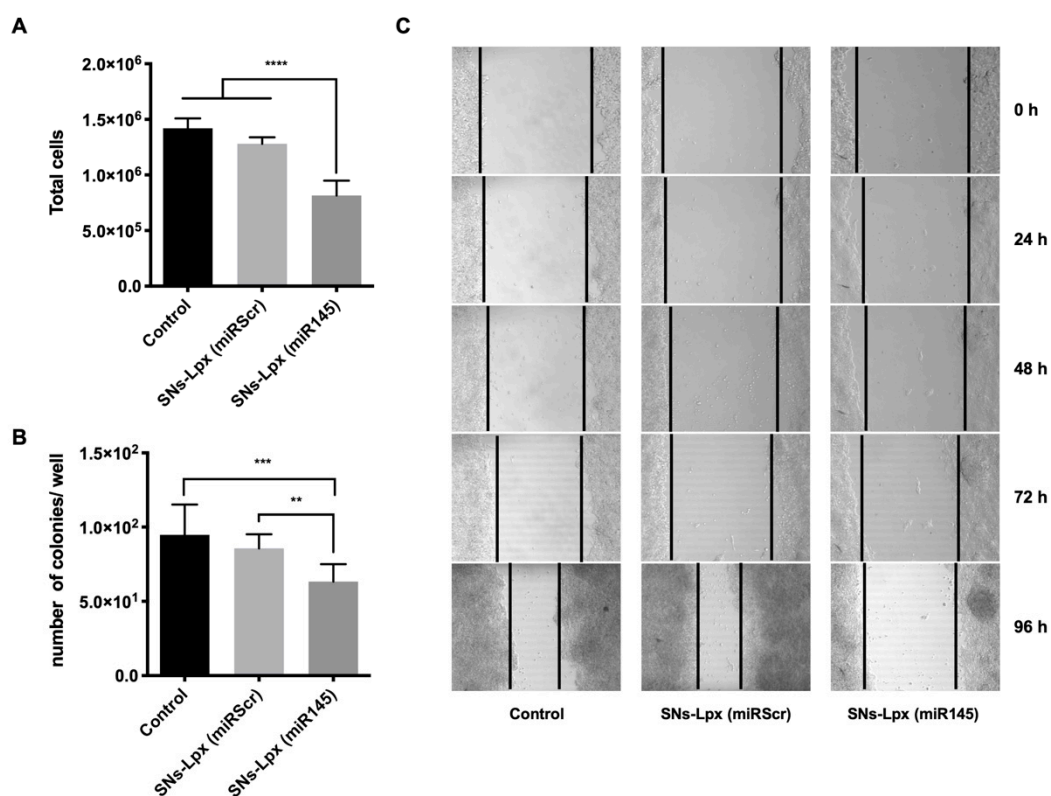 A
2.0×10⁶
1.5×10⁶
1.0×10⁶
5.0×10⁵
0.0
Total cells
****
Control
SNs-Lpx (miRScr)
SNs-Lpx (miR145)
B
1.5×10²
1.0×10²
5.0×10¹
0.0
number of colonies/ well
***
**
Control
SNs-Lpx (miRScr)
SNs-Lpx (miR145)
C
0 h
24 h
48 h
72 h
96 h
Control
SNs-Lpx (miRScr)
SNs-Lpx (miR145)